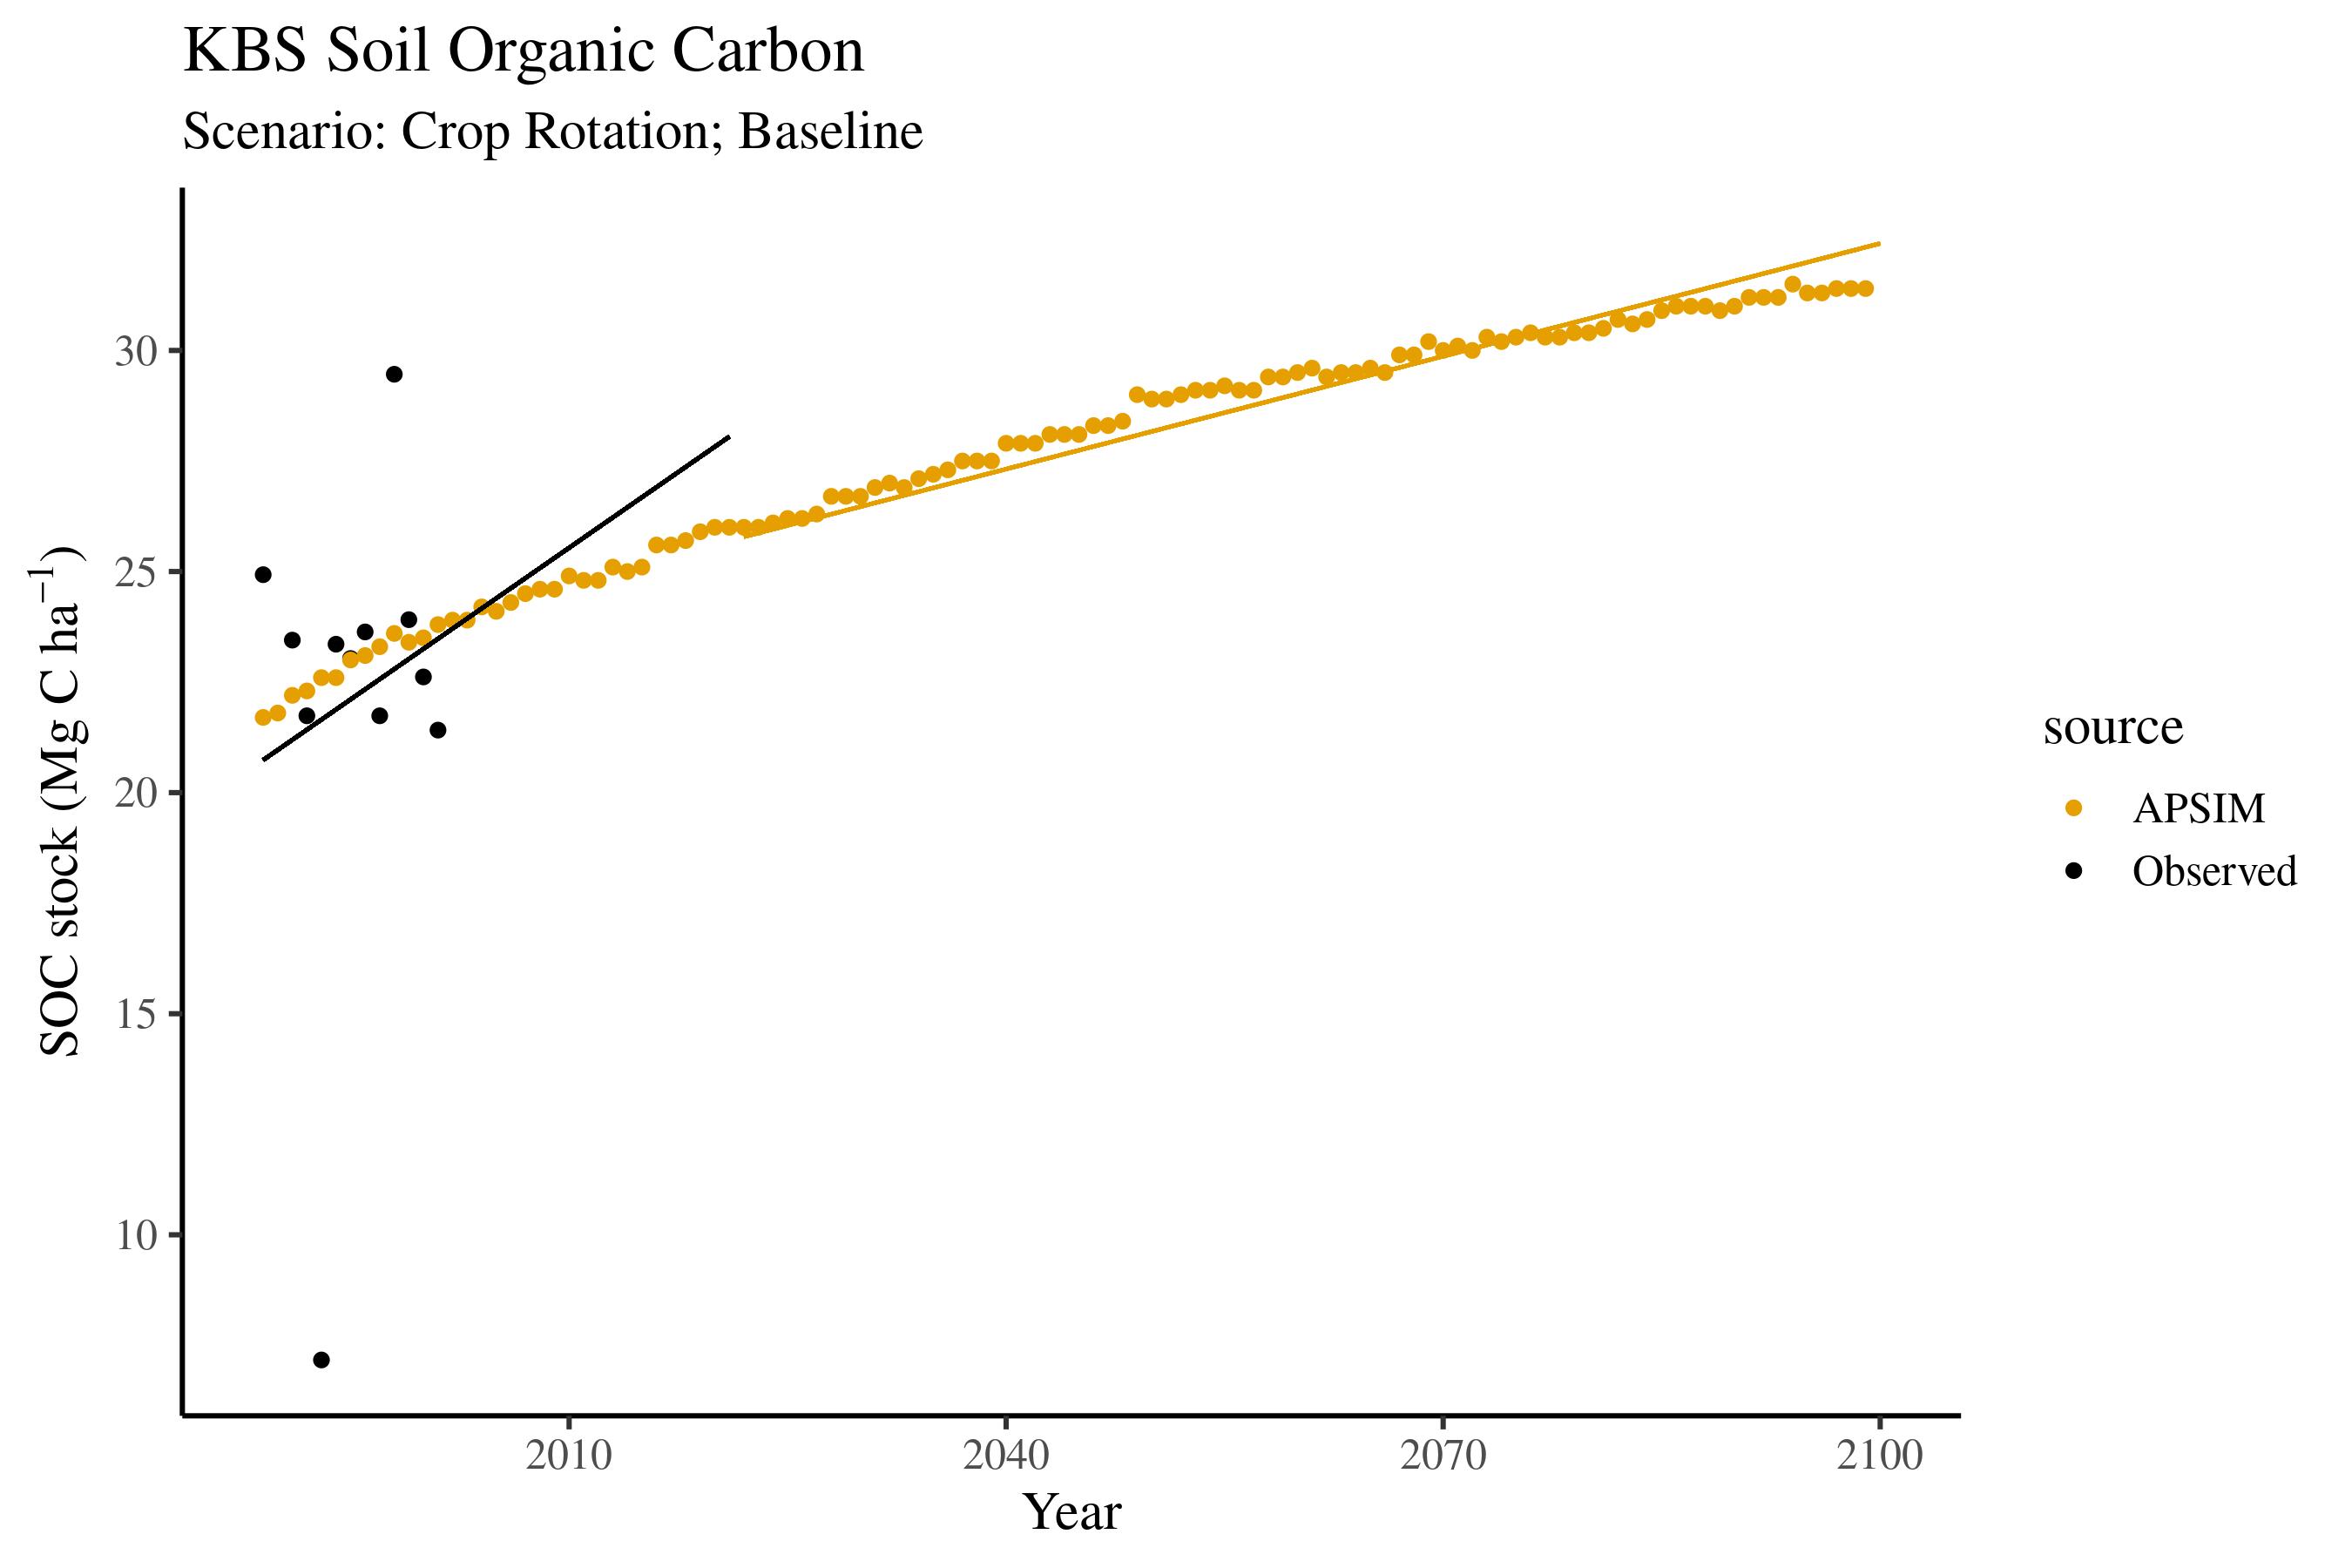 KBS Soil Organic Carbon
Scenario: Crop Rotation; Baseline
SOC stock (Mg C ha⁻¹)
30
25
20
15
10
2010
2040
2070
2100
Year
source
APSIM
Observed